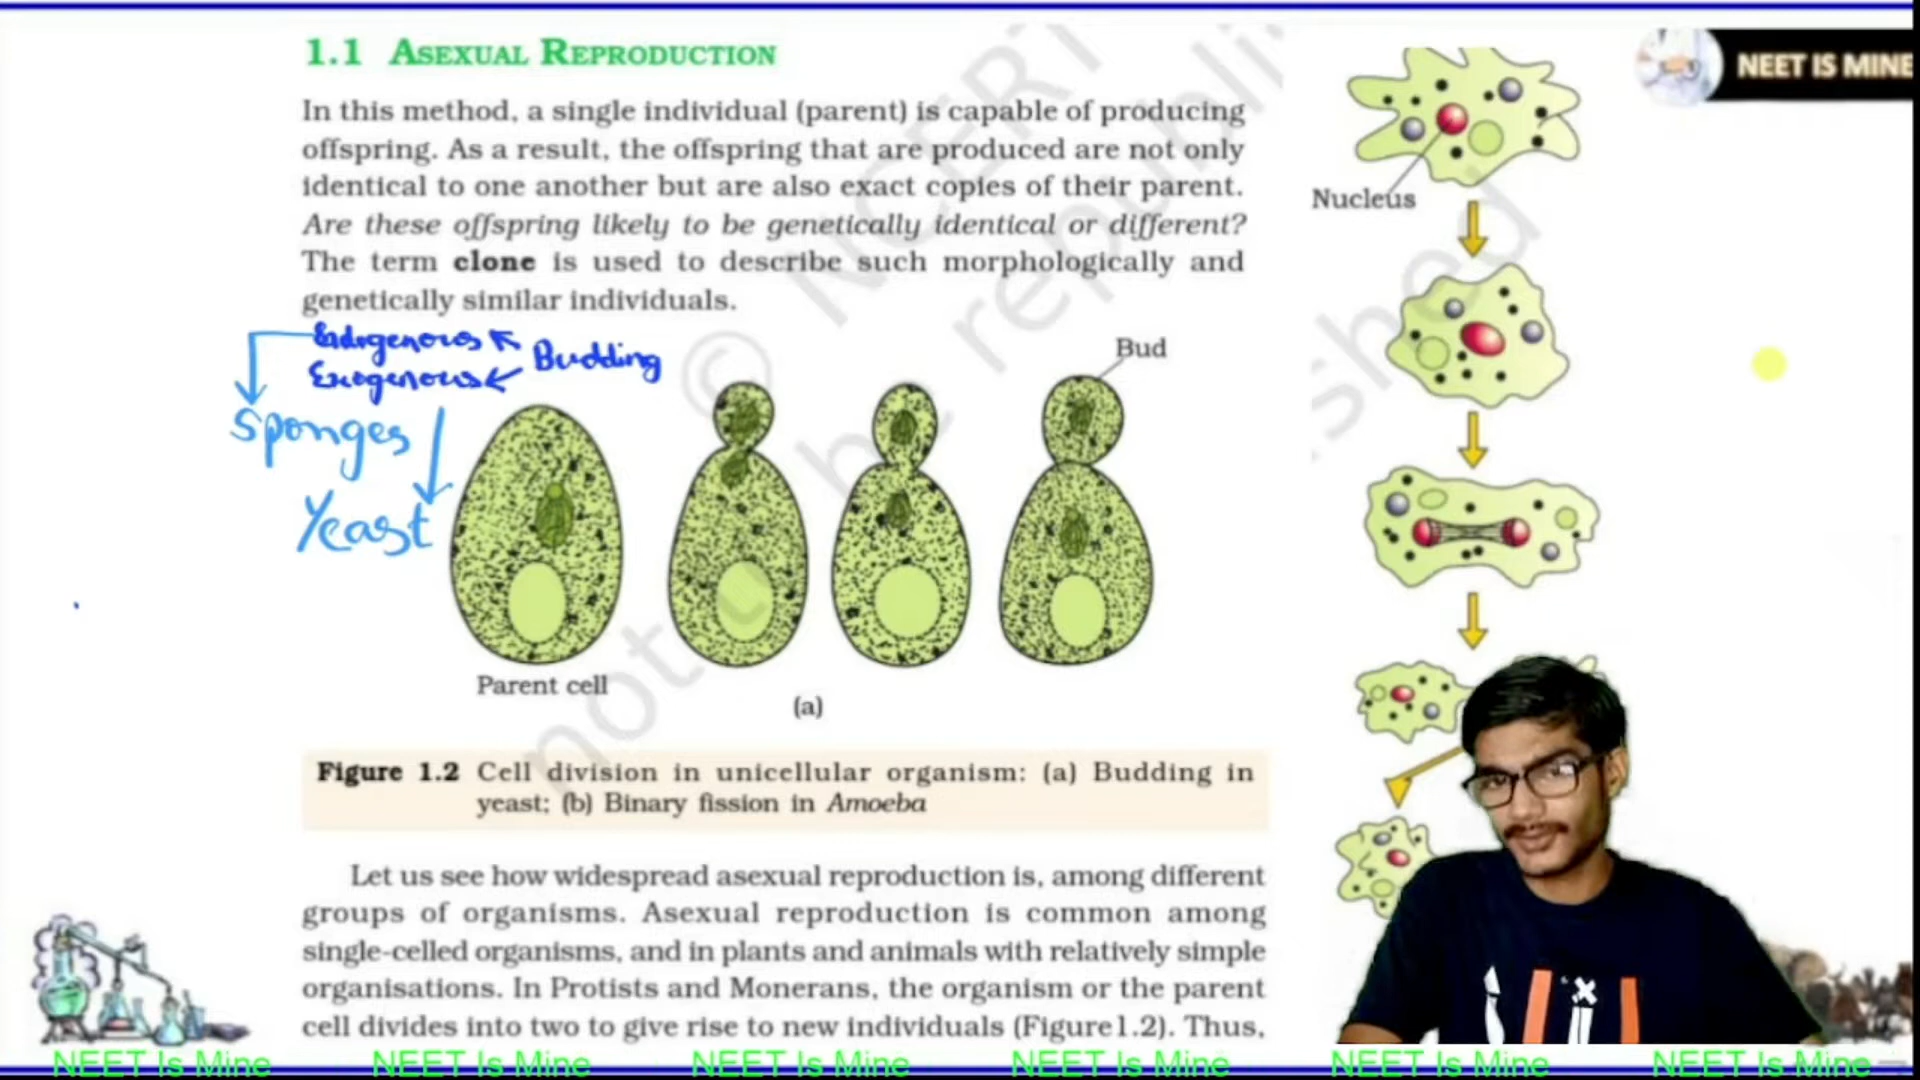 1.1 ASEXUAL REPRODUCTION
NEET IS MINE
In this method, a single individual (parent) is capable of producing
offspring. As a result, the offspring that are produced are not only
identical to one another but are also exact copies of their parent.
Are these offspring likely to be genetically identical or different?
The term clone is used to describe such morphologically and
genetically similar individuals.
Nucleus
Endogenous
Exogenous
Budding
Sponges
Yeast
Bud
Parent cell
(a)
Figure 1.2 Cell division in unicellular organism: (a) Budding in
yeast; (b) Binary fission in Amoeba
Let us see how widespread asexual reproduction is, among different
groups of organisms. Asexual reproduction is common among
single-celled organisms, and in plants and animals with relatively simple
organisations. In Protists and Monerans, the organism or the parent
cell divides into two to give rise to new individuals (Figure1.2). Thus,
© NCERT
not be republished
NEET Is Mine NEET Is Mine NEET Is Mine NEET Is Mine NEET Is Mine NEET Is Mine